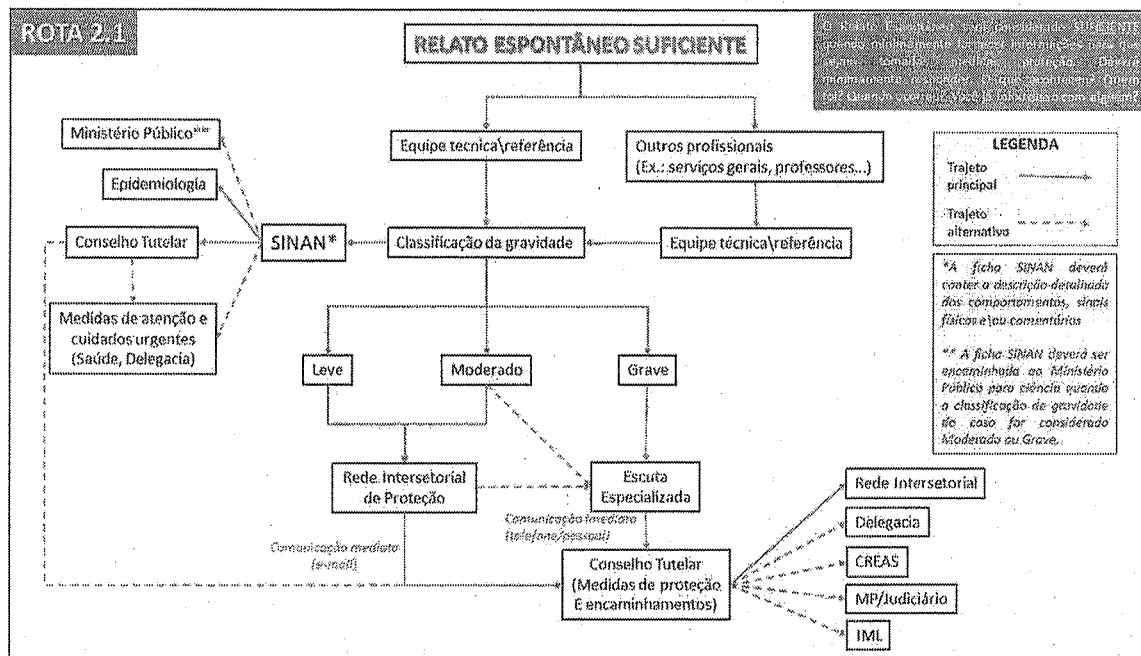 ROTA 2.1
RELATO ESPONTÂNEO SUFICIENTE
Ministério Público**
Epidemiologia
Conselho Tutelar
SINAN*
Medidas de atenção e
cuidados urgentes
(Saúde, Delegacia)
Equipe técnica\referência
Outros profissionais
(Ex.: serviços gerais, professores...)
Classificação da gravidade
Equipe técnica\referência
LEGENDA
Trajeto
principal
Trajeto
alternativo
*A ficha SINAN deverá
conter a descrição detalhada
dos comportamentos, sinais
físicos e\ou comentários
** A ficha SINAN deverá ser
encaminhada ao Ministério
Público para ciência quando
a classificação de gravidade
do caso for considerado
Moderado ou Grave.
Leve
Moderado
Grave
Rede Intersetorial
de Proteção
Escuta
Especializada
Comunicação mediata
(e-mail)
Comunicação imediata
(telefone/pessoal)
Conselho Tutelar
(Medidas de proteção
E encaminhamentos)
Rede Intersetorial
Delegacia
CREAS
MP/Judiciário
IML